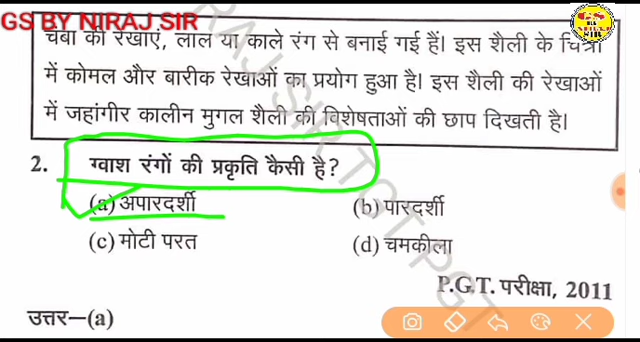 GS BY NIRAJ SIR
चंबा की रेखाएं, लाल या काले रंग से बनाई गई हैं। इस शैली के चित्रों
में कोमल और बारीक रेखाओं का प्रयोग हुआ है। इस शैली की रेखाओं
में जहांगीर कालीन मुगल शैली की विशेषताओं की छाप दिखती है।
2. ग्वाश रंगों की प्रकृति कैसी है?
(a) अपारदर्शी (b) पारदर्शी
(c) मोटी परत (d) चमकीला
P.G.T. परीक्षा, 2011
उत्तर–(a)